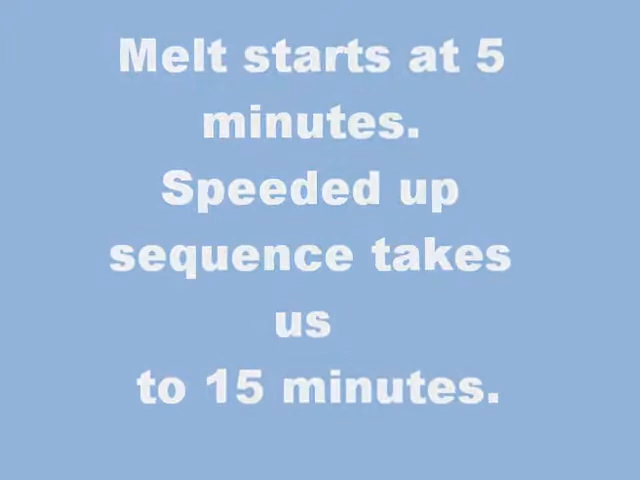 Melt starts at 5
minutes.
Speeded up
sequence takes
us
to 15 minutes.